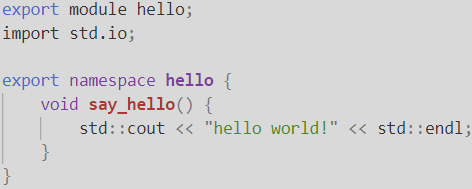 export module hello;
import std.io;

export namespace hello {
    void say_hello() {
        std::cout << "hello world!" << std::endl;
    }
}